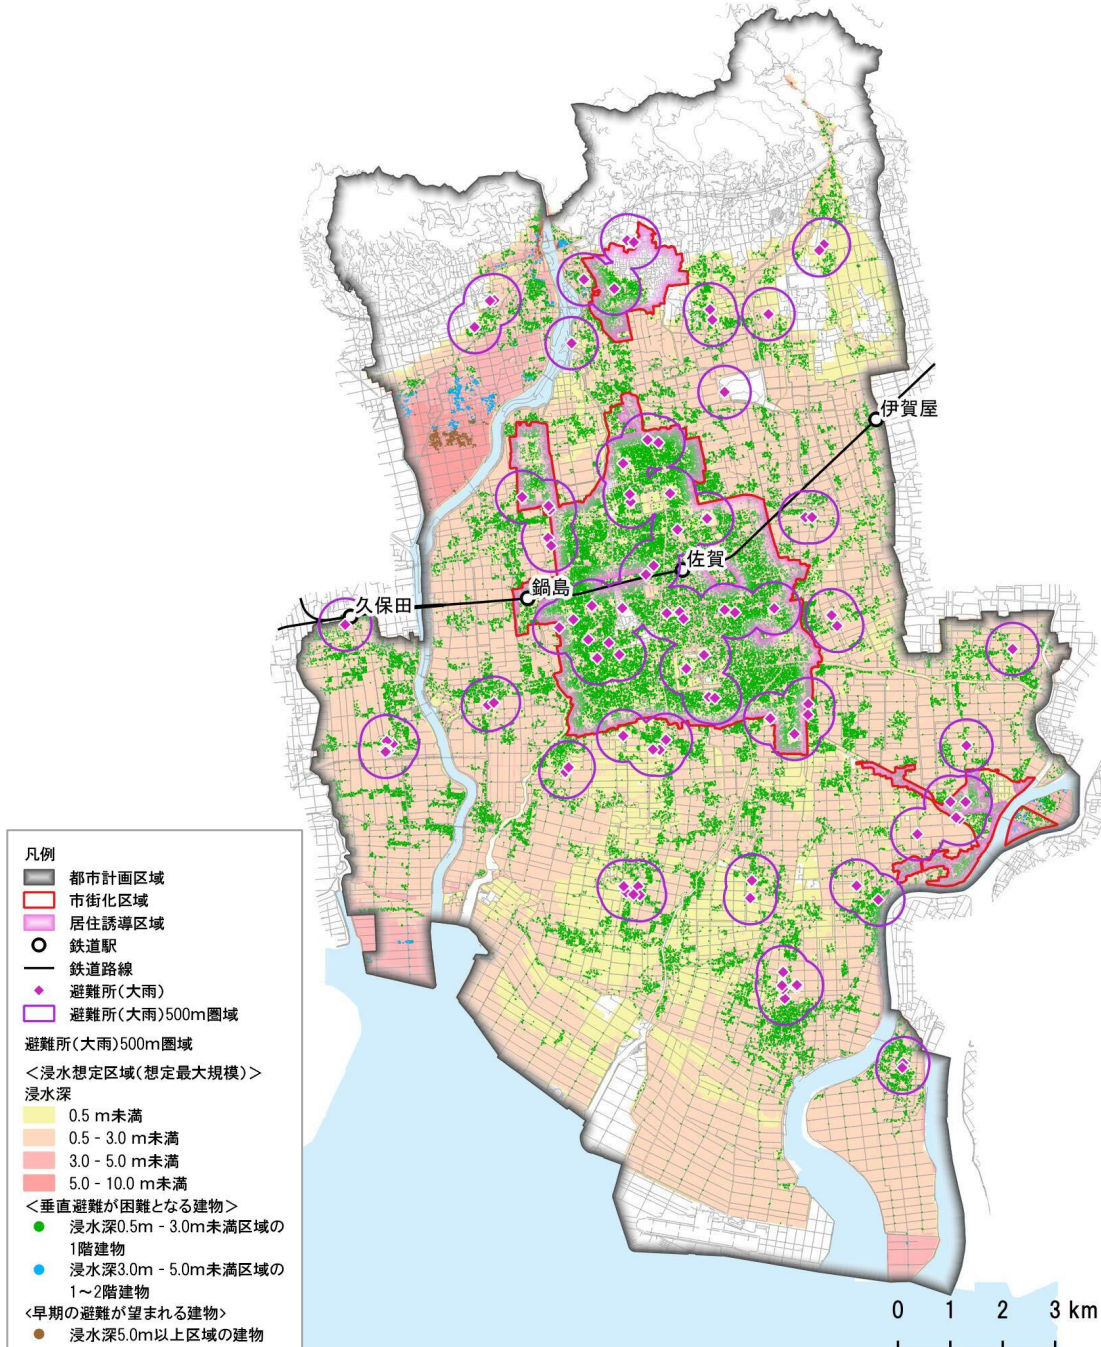 伊賀屋
佐賀
鍋島
久保田
凡例
都市計画区域
市街化区域
居住誘導区域
鉄道駅
鉄道路線
避難所(大雨)
避難所(大雨)500m圏域
避難所(大雨)500m圏域
<浸水想定区域(想定最大規模)>
浸水深
0.5 m未満
0.5 - 3.0 m未満
3.0 - 5.0 m未満
5.0 - 10.0 m未満
<垂直避難が困難となる建物>
浸水深0.5m - 3.0m未満区域の
1階建物
浸水深3.0m - 5.0m未満区域の
1~2階建物
<早期の避難が望まれる建物>
浸水深5.0m以上区域の建物
0 1 2 3 km